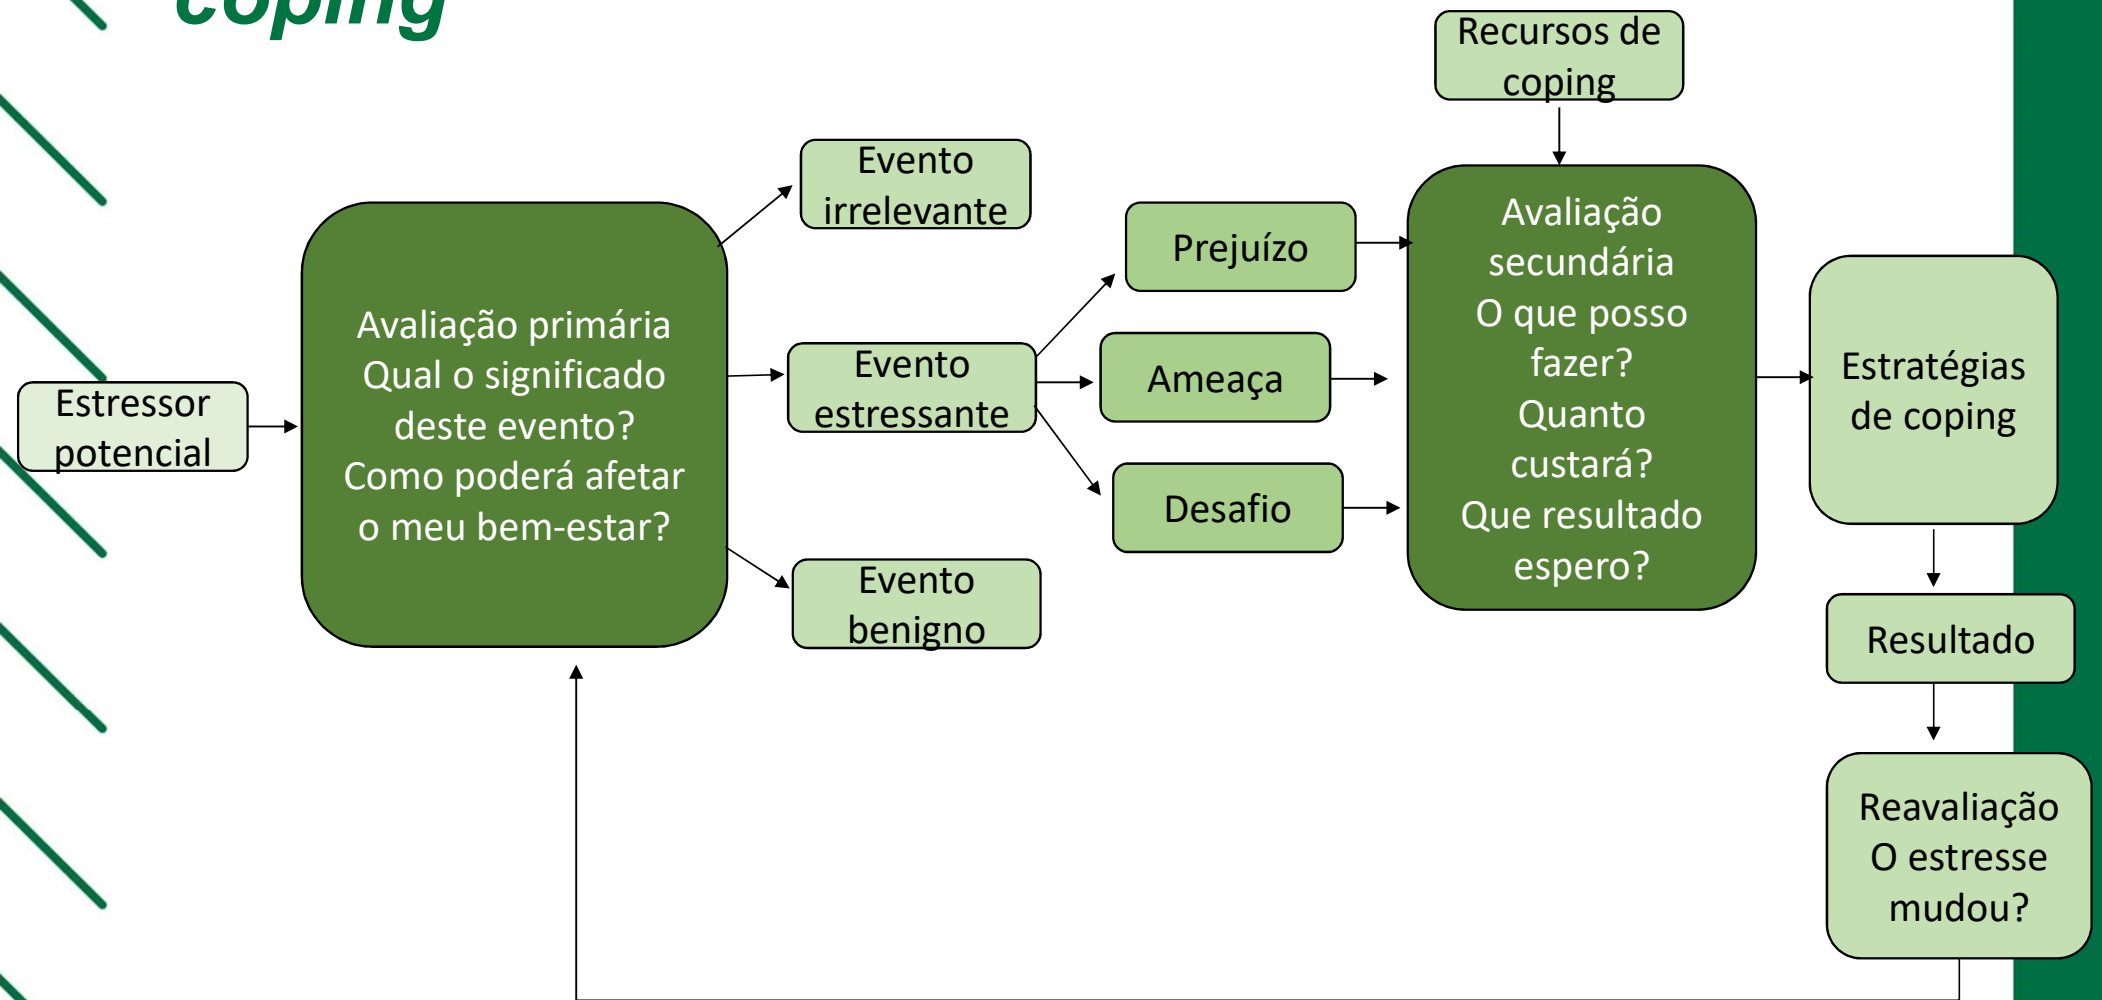 coping
Recursos de
coping
Evento
irrelevante
Prejuízo
Avaliação
secundária
O que posso
fazer?
Quanto
custará?
Que resultado
espero?
Avaliação primária
Qual o significado
deste evento?
Como poderá afetar
o meu bem-estar?
Evento
estressante
Ameaça
Estratégias
de coping
Estressor
potencial
Desafio
Evento
benigno
Resultado
Reavaliação
O estresse
mudou?